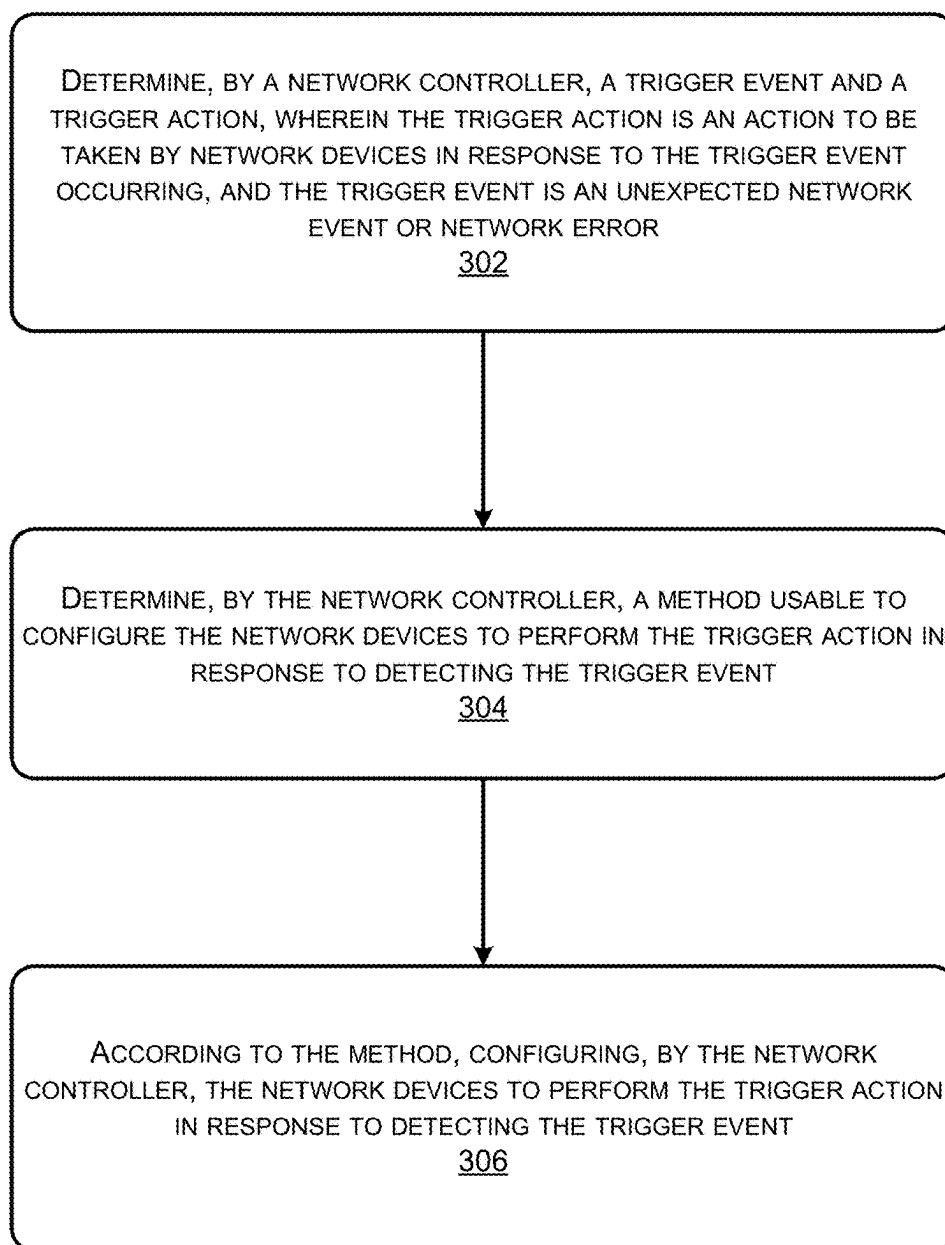 DETERMINE, BY A NETWORK CONTROLLER, A TRIGGER EVENT AND A
TRIGGER ACTION, WHEREIN THE TRIGGER ACTION IS AN ACTION TO BE
TAKEN BY NETWORK DEVICES IN RESPONSE TO THE TRIGGER EVENT
OCCURRING, AND THE TRIGGER EVENT IS AN UNEXPECTED NETWORK
EVENT OR NETWORK ERROR
302
DETERMINE, BY THE NETWORK CONTROLLER, A METHOD USABLE TO
CONFIGURE THE NETWORK DEVICES TO PERFORM THE TRIGGER ACTION IN
RESPONSE TO DETECTING THE TRIGGER EVENT
304
ACCORDING TO THE METHOD, CONFIGURING, BY THE NETWORK
CONTROLLER, THE NETWORK DEVICES TO PERFORM THE TRIGGER ACTION
IN RESPONSE TO DETECTING THE TRIGGER EVENT
306